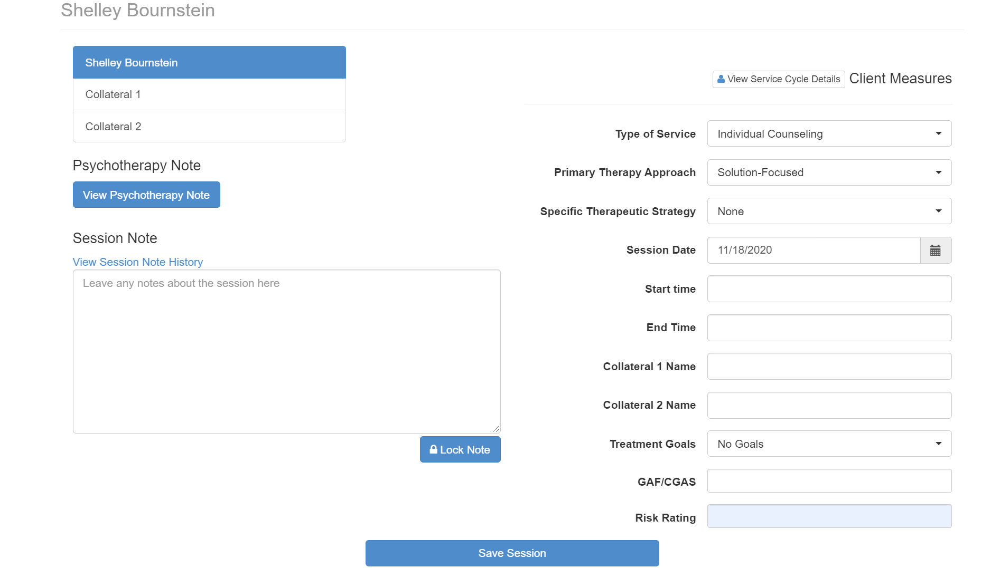 Shelley Bournstein
Shelley Bournstein
Collateral 1
Collateral 2
Psychotherapy Note
View Psychotherapy Note
Session Note
View Session Note History
Leave any notes about the session here
Lock Note
View Service Cycle Details Client Measures
Type of Service Individual Counseling
Primary Therapy Approach Solution-Focused
Specific Therapeutic Strategy None
Session Date 11/18/2020
Start time
End Time
Collateral 1 Name
Collateral 2 Name
Treatment Goals No Goals
GAF/CGAS
Risk Rating
Save Session